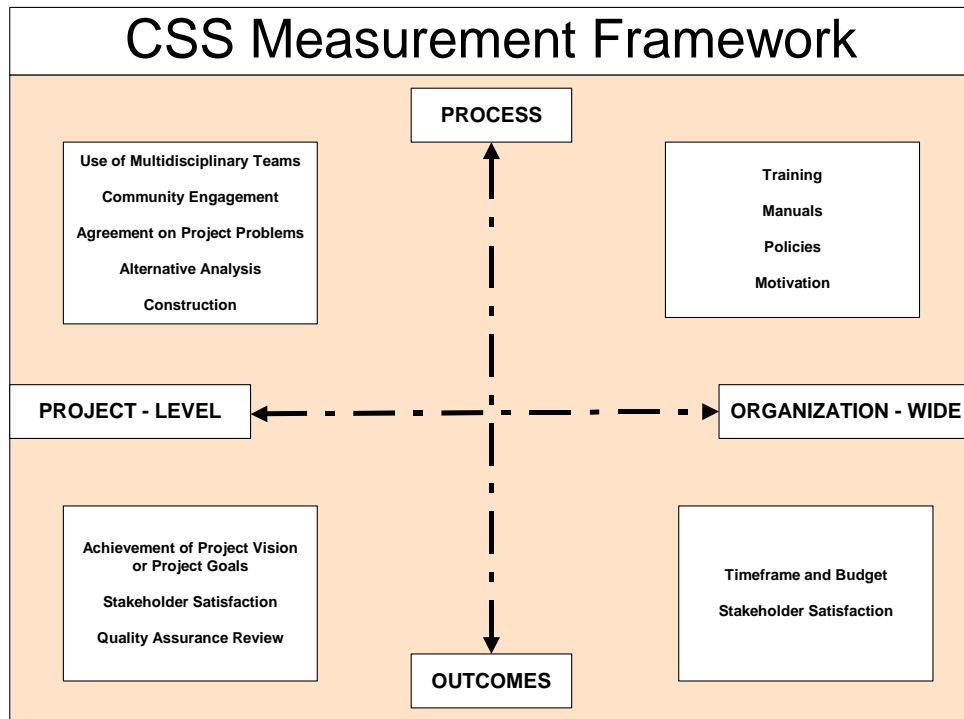 CSS Measurement Framework
PROCESS
Use of Multidisciplinary Teams
Community Engagement
Agreement on Project Problems
Alternative Analysis
Construction
Training
Manuals
Policies
Motivation
PROJECT - LEVEL
ORGANIZATION - WIDE
Achievement of Project Vision
or Project Goals
Stakeholder Satisfaction
Quality Assurance Review
Timeframe and Budget
Stakeholder Satisfaction
OUTCOMES